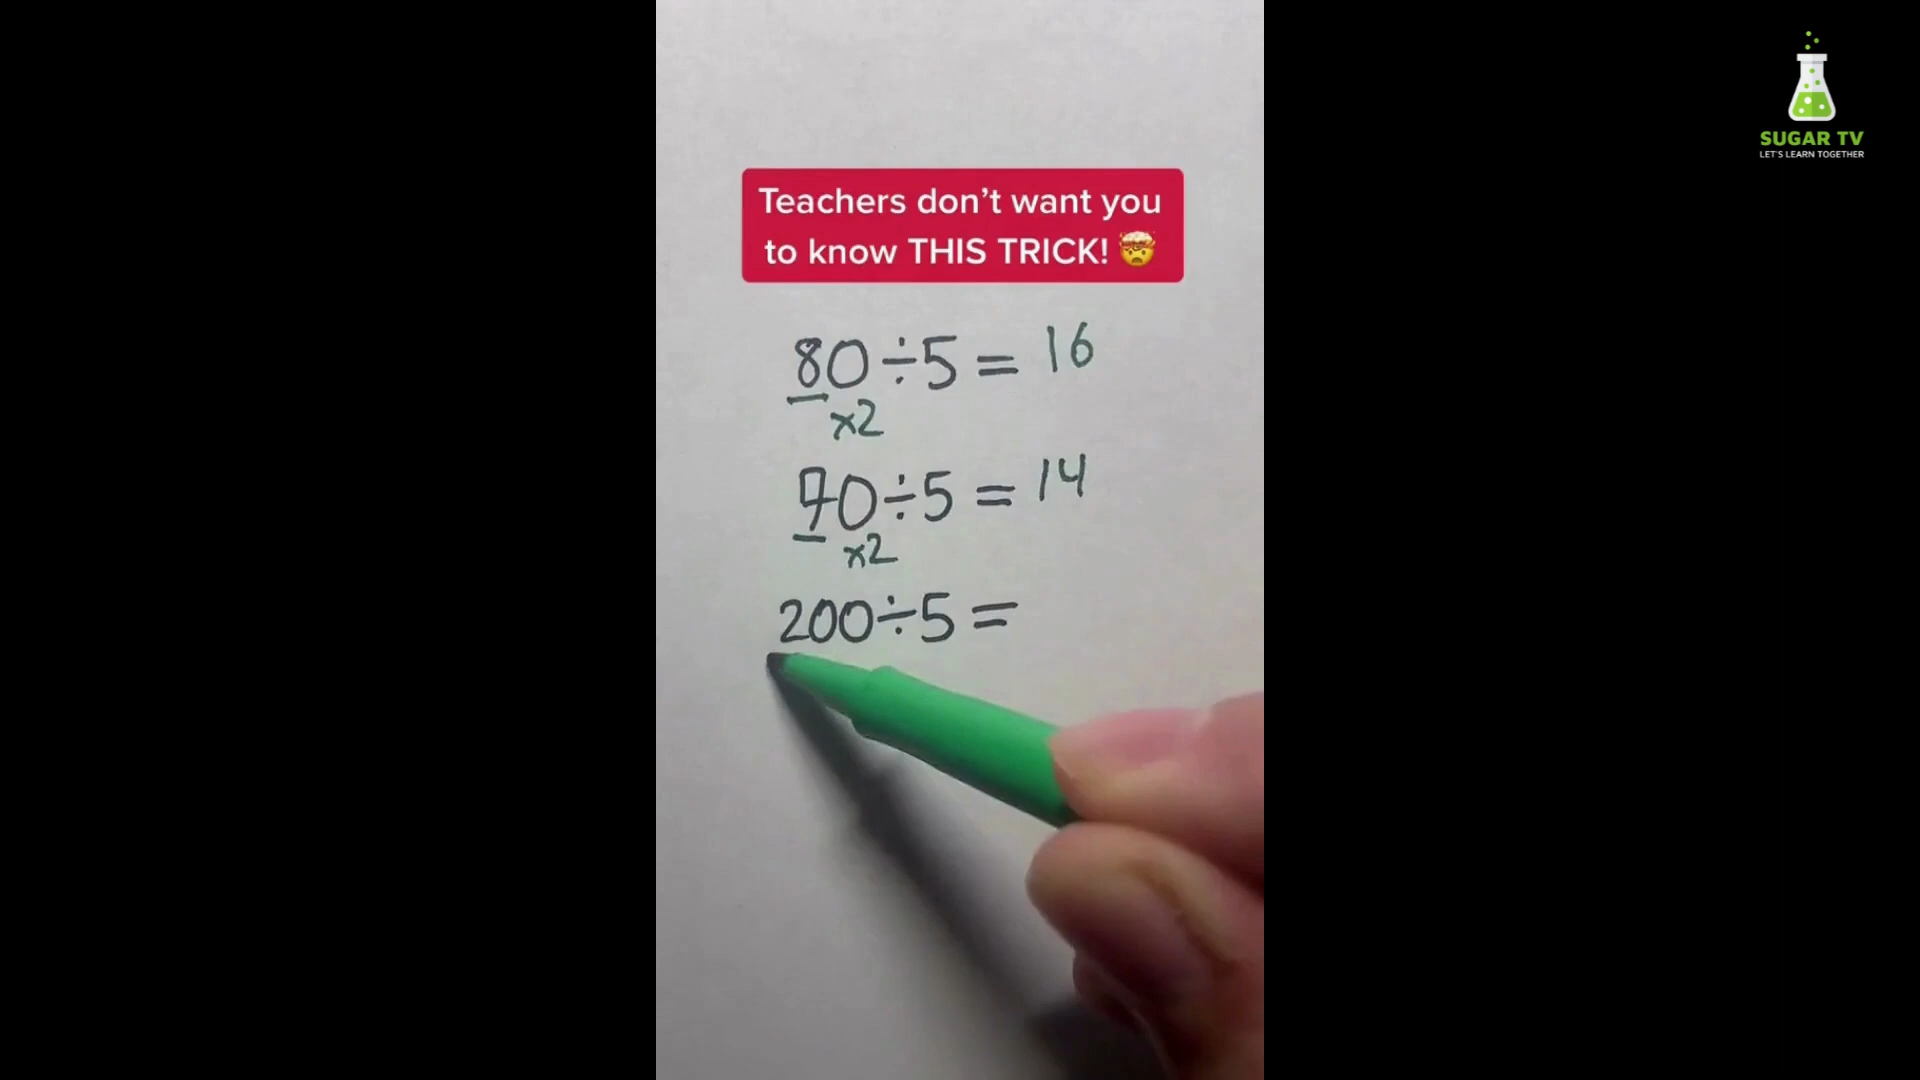 SUGAR TV
LET'S LEARN TOGETHER
Teachers don't want you
to know THIS TRICK! 🤯
80÷5= 16
x2
70÷5= 14
x2
200÷5=